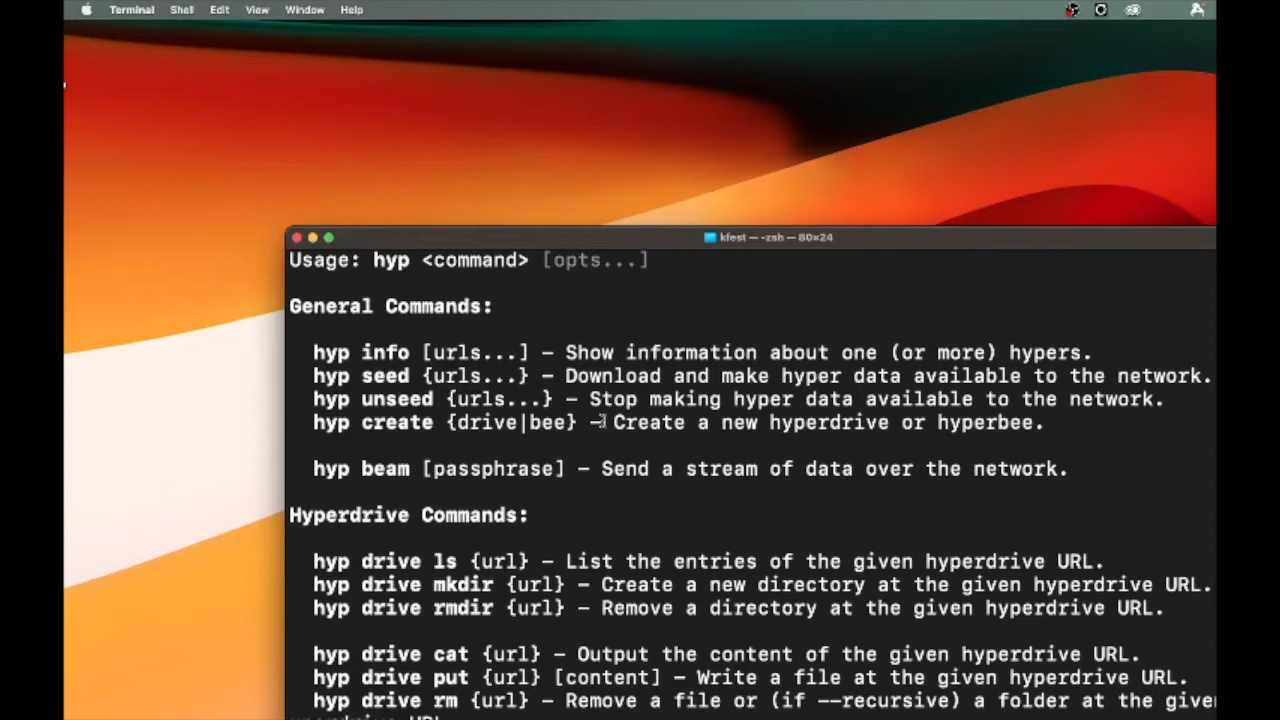 Terminal Shell Edit View Window Help
kfest — -zsh — 80×24
Usage: hyp <command> [opts...]
General Commands:
hyp info [urls...] - Show information about one (or more) hypers.
hyp seed {urls...} - Download and make hyper data available to the network.
hyp unseed {urls...} - Stop making hyper data available to the network.
hyp create {drive|bee} - Create a new hyperdrive or hyperbee.
hyp beam [passphrase] - Send a stream of data over the network.
Hyperdrive Commands:
hyp drive ls {url} - List the entries of the given hyperdrive URL.
hyp drive mkdir {url} - Create a new directory at the given hyperdrive URL.
hyp drive rmdir {url} - Remove a directory at the given hyperdrive URL.
hyp drive cat {url} - Output the content of the given hyperdrive URL.
hyp drive put {url} [content] - Write a file at the given hyperdrive URL.
hyp drive rm {url} - Remove a file or (if --recursive) a folder at the given